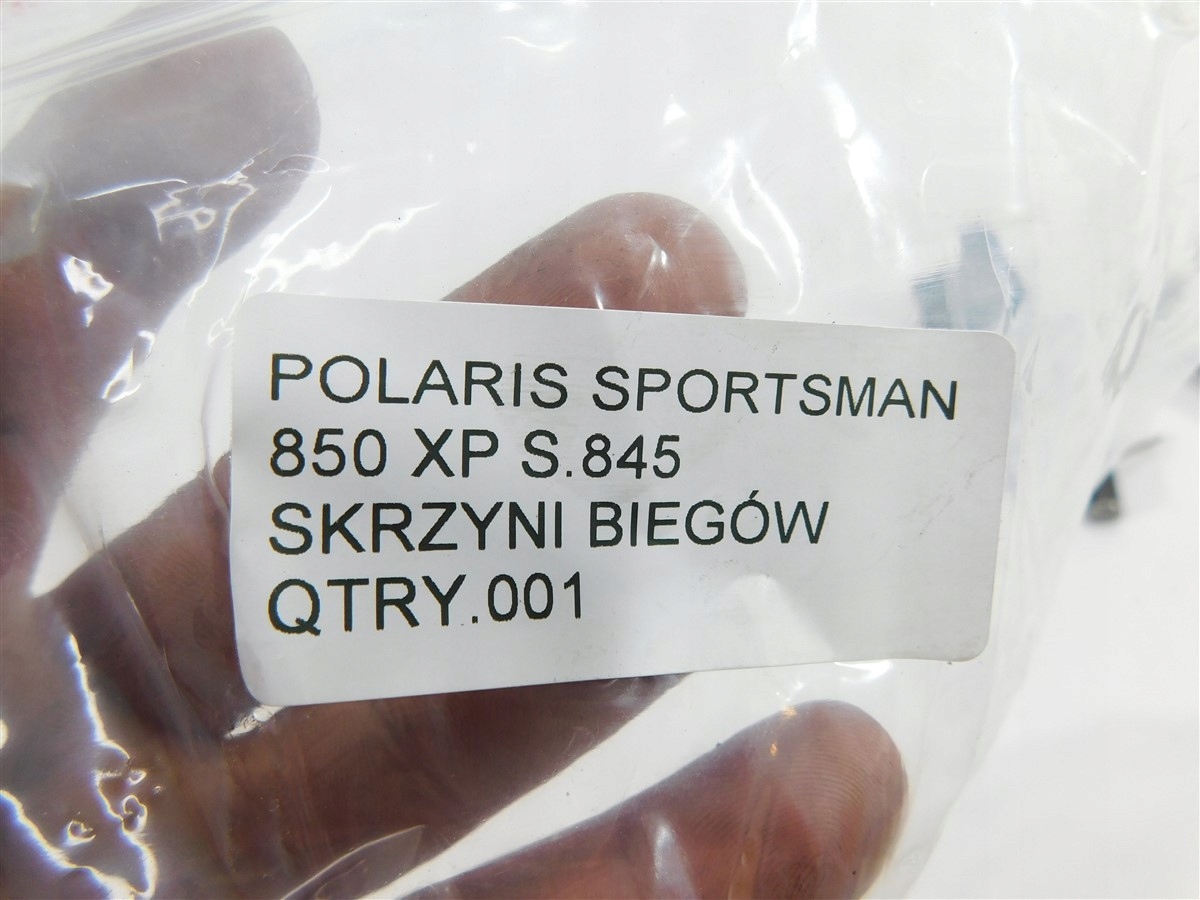 POLARIS SPORTSMAN
850 XP S.845
SKRZYNI BIEGÓW
QTRY.001